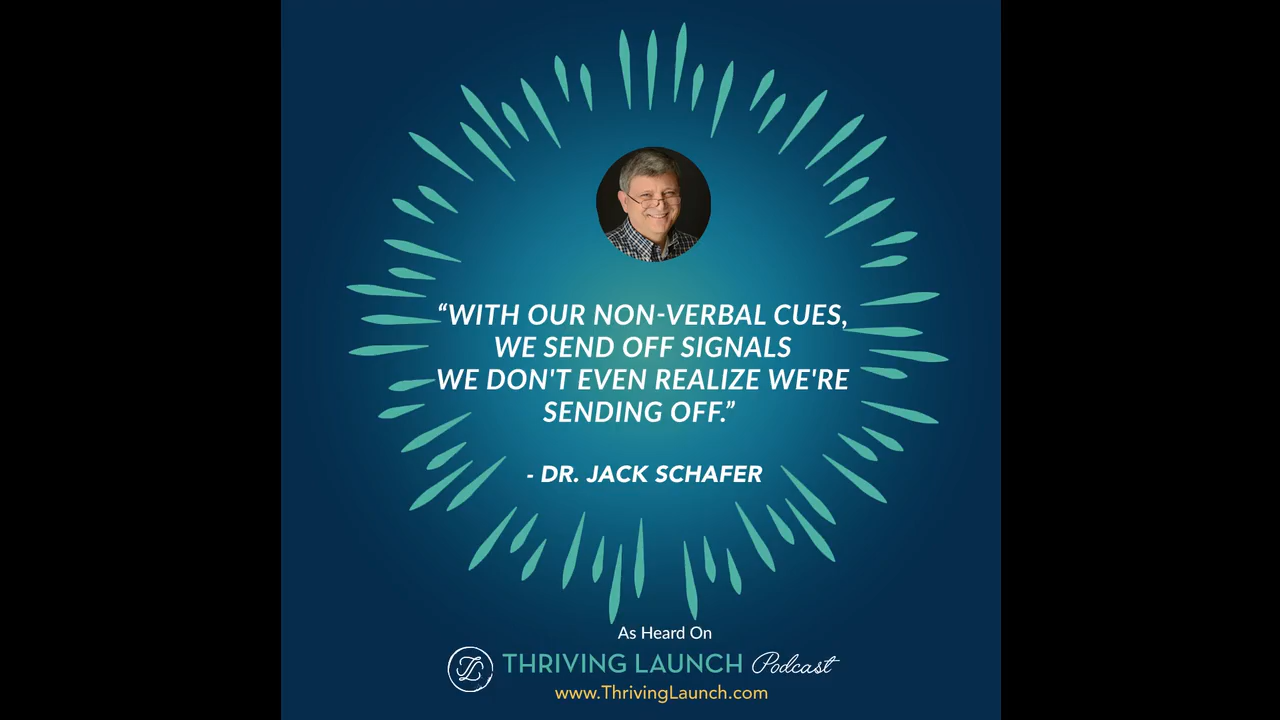 “WITH OUR NON-VERBAL CUES,
WE SEND OFF SIGNALS
WE DON'T EVEN REALIZE WE'RE
SENDING OFF.”
- DR. JACK SCHAFER
As Heard On
TL THRIVING LAUNCH Podcast
www.ThrivingLaunch.com